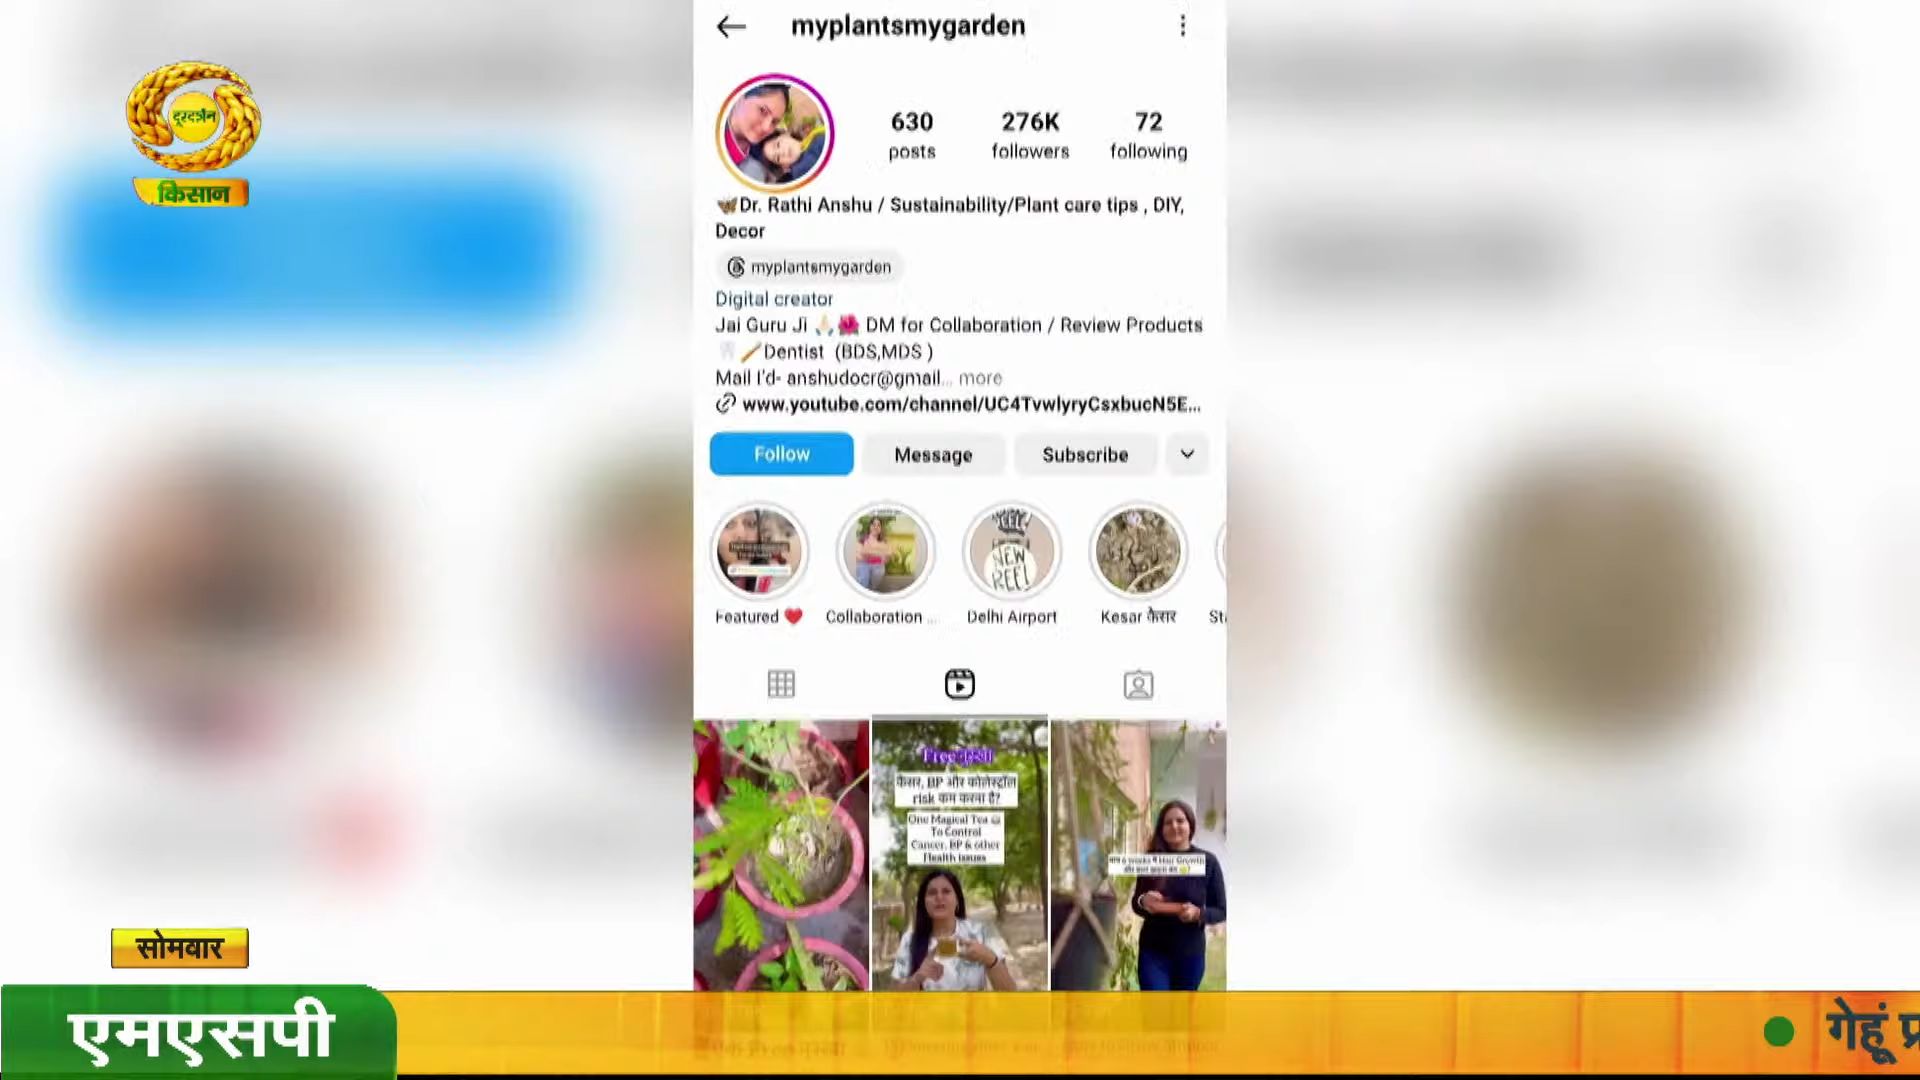 myplantsmygarden
दूरदर्शन
किसान
630
posts
276K
followers
72
following
Dr. Rathi Anshu / Sustainability/Plant care tips , DIY,
Decor
myplantsmygarden
Digital creator
Jai Guru Ji 🙏🏻🌺 DM for Collaboration / Review Products
🦷🪥Dentist (BDS,MDS )
Mail I'd- anshudocr@gmail... more
www.youtube.com/channel/UC4TvwlyryCsxbucN5E...
Follow
Message
Subscribe
NEW
REEL
Featured ❤️
Collaboration ...
Delhi Airport
Kesar केसर
St
Free नुस्खा
कैंसर, BP और कोलेस्ट्रॉल
risk कम करना है?
One Magical Tea
To Control
Cancer, BP & other
Health issues
सोमवार
एमएसपी
गेहूं प्र